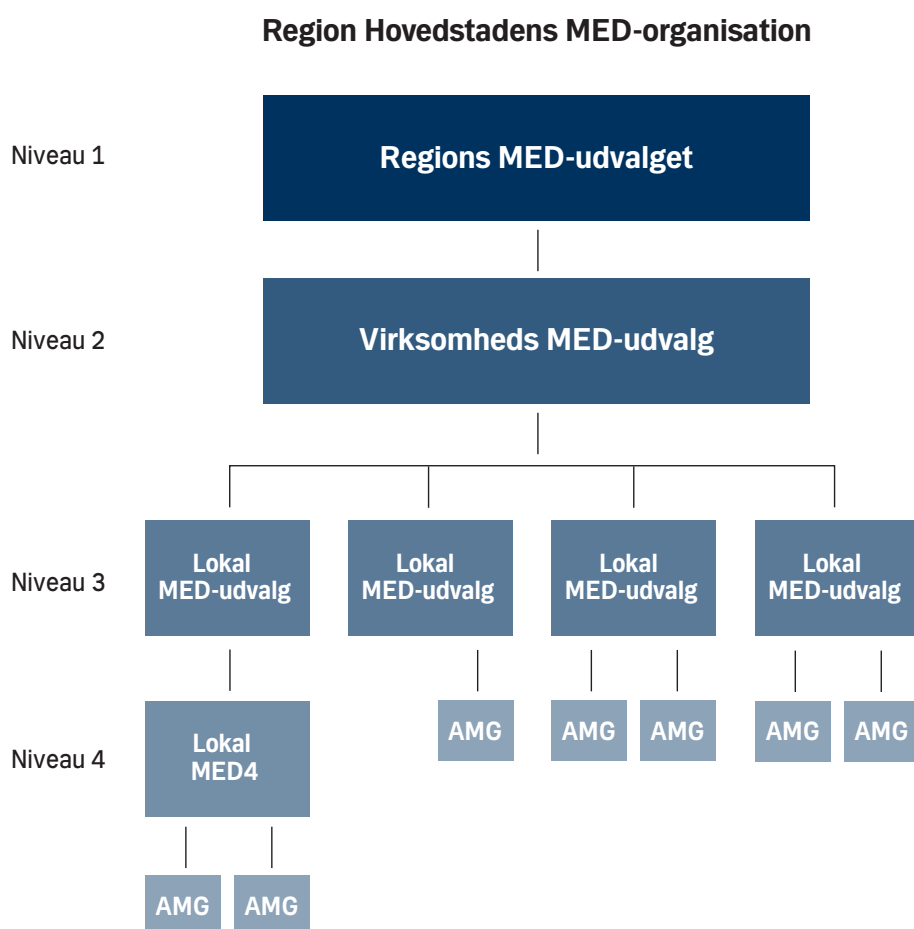 Region Hovedstadens MED-organisation
Niveau 1
Regions MED-udvalget
Niveau 2
Virksomheds MED-udvalg
Niveau 3
Lokal
MED-udvalg
Lokal
MED-udvalg
Lokal
MED-udvalg
Lokal
MED-udvalg
Niveau 4
Lokal
MED4
AMG
AMG
AMG
AMG
AMG
AMG
AMG